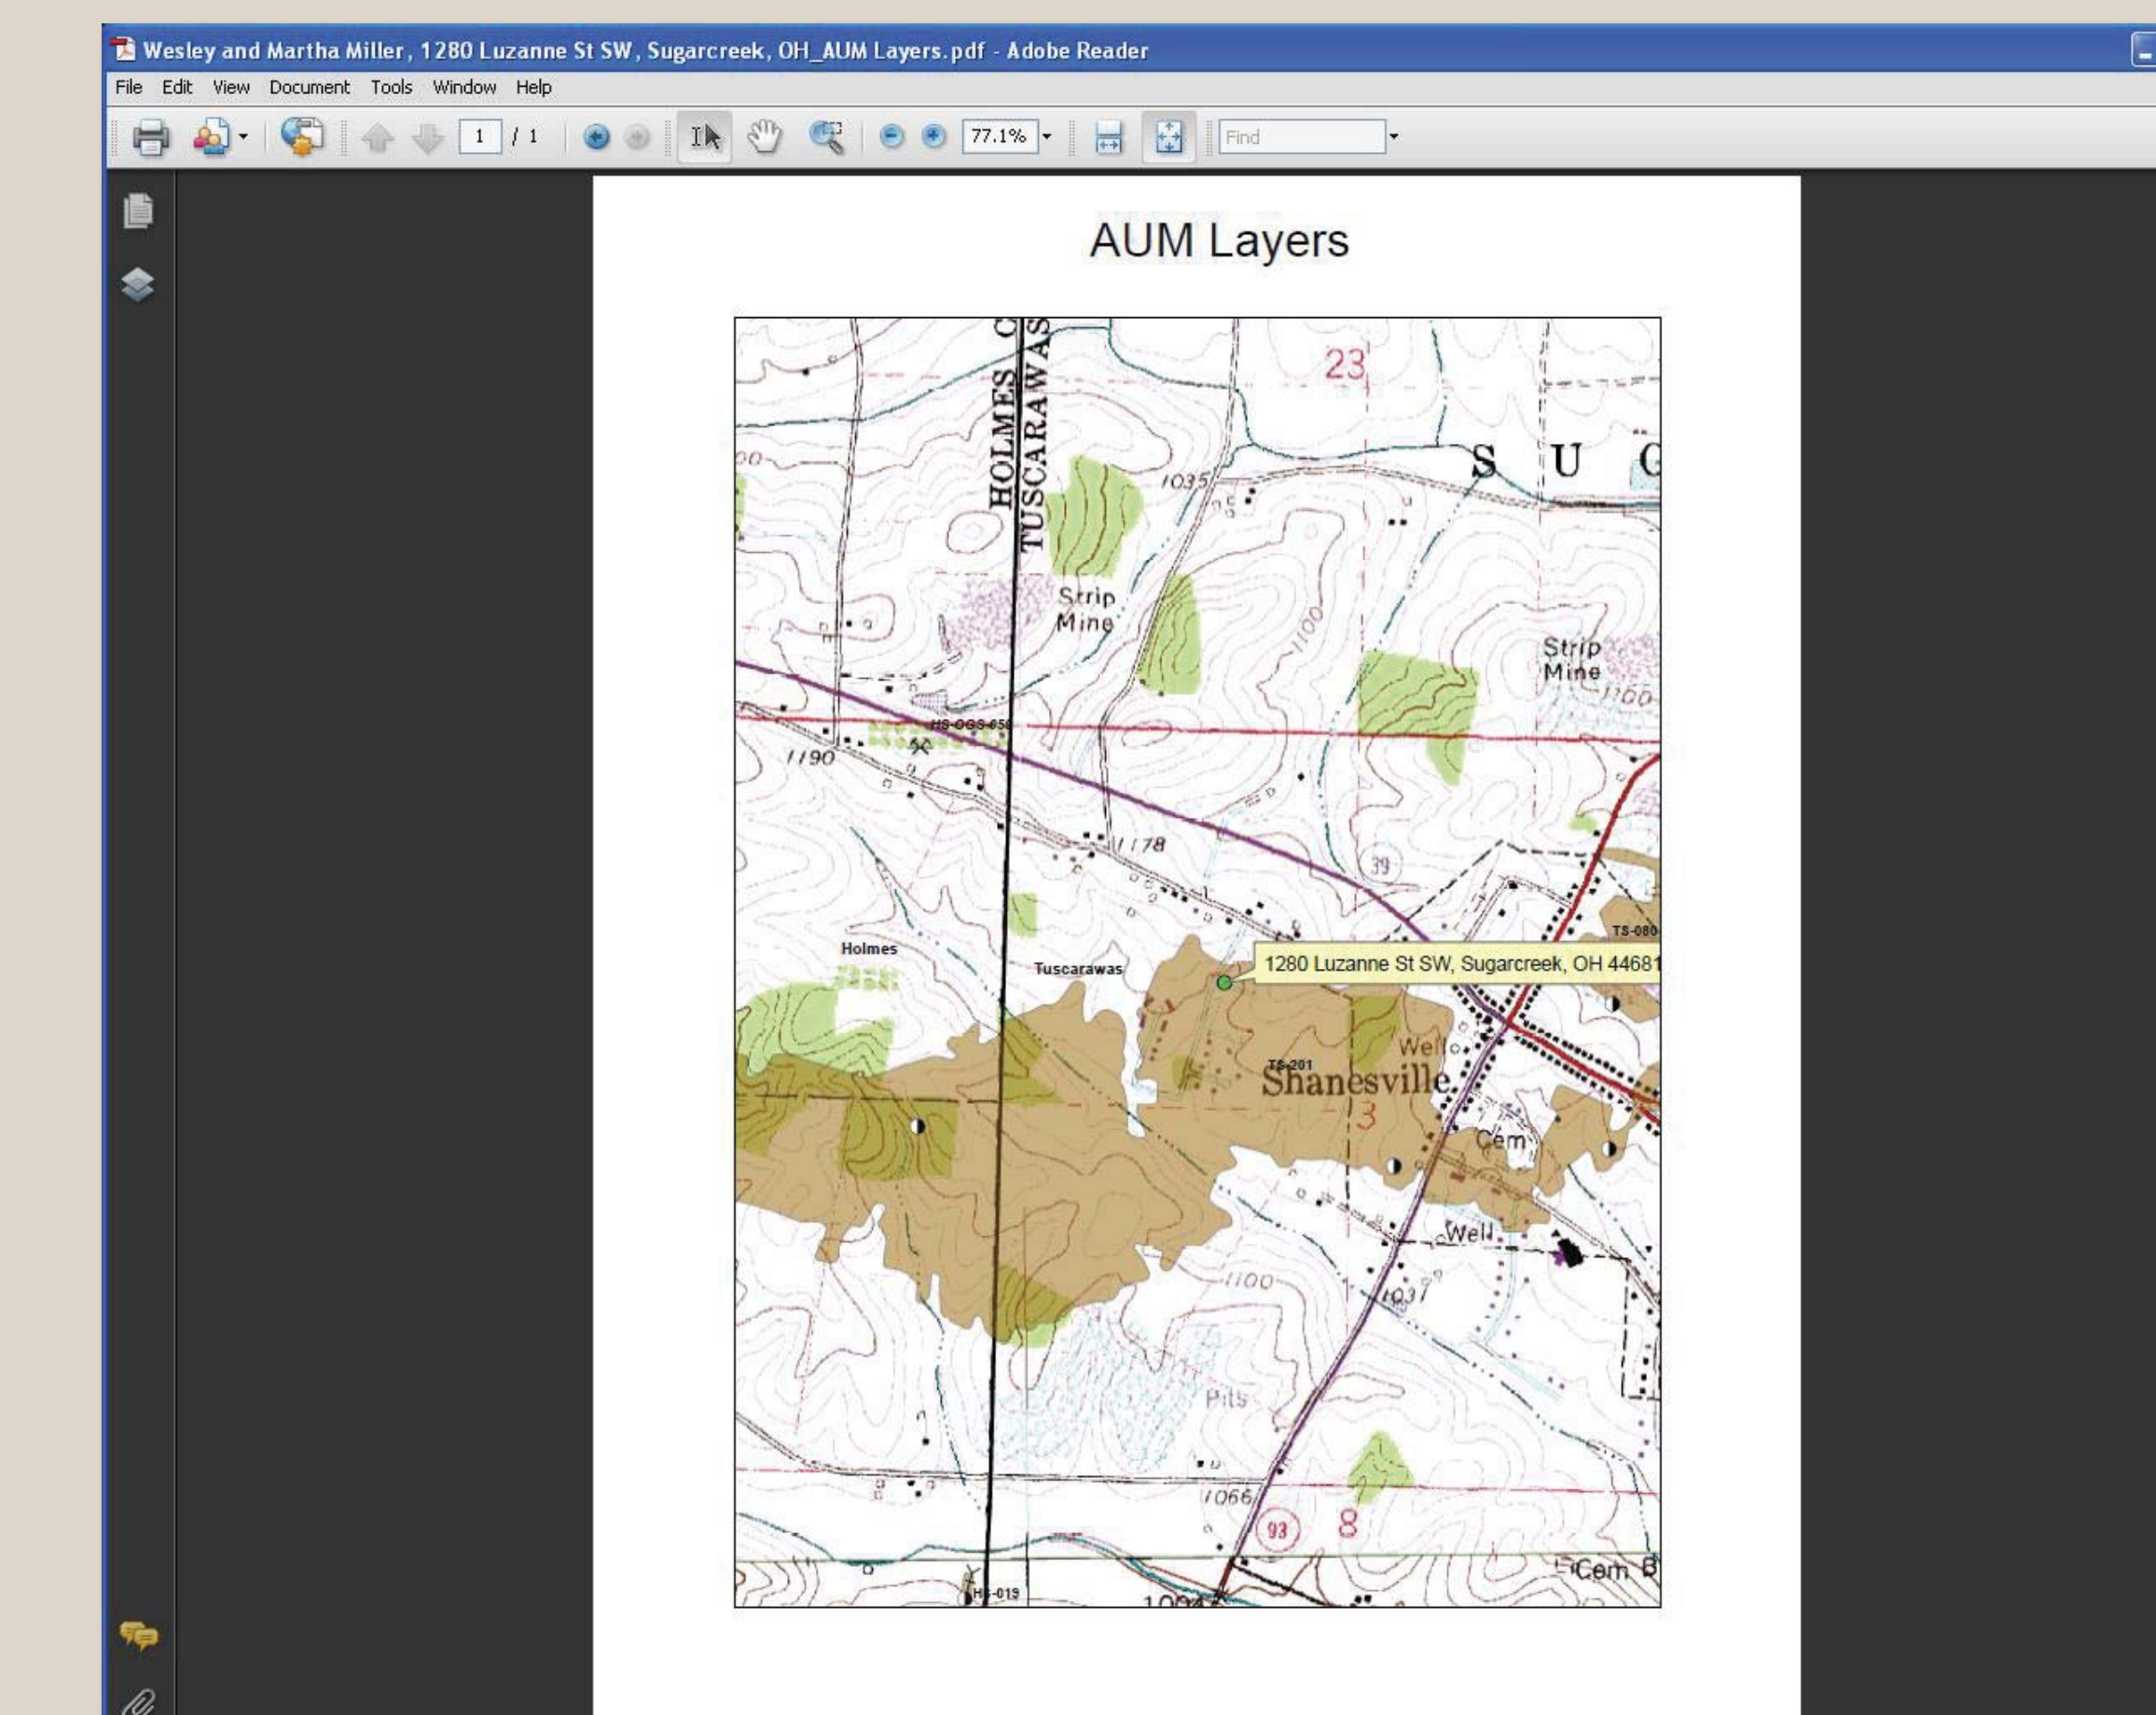 Wesley and Martha Miller, 1280 Luzanne St SW, Sugarcreek, OH_AUM Layers.pdf - Adobe Reader
File Edit View Document Tools Window Help
1 / 1 77.1% Find
AUM Layers
HOLMES C
TUSCARAWAS
23
S U G
1035
Strip
Mine
1100
Strip
Mine
1100
HS-OGS-658
1190
1178
39
TS-080
Holmes
Tuscarawas
1280 Luzanne St SW, Sugarcreek, OH 44681
Well
TS-201
Shanesville
3
Cem
Well
1100
1037
Pits
1066
93
8
Cem B
HS-019